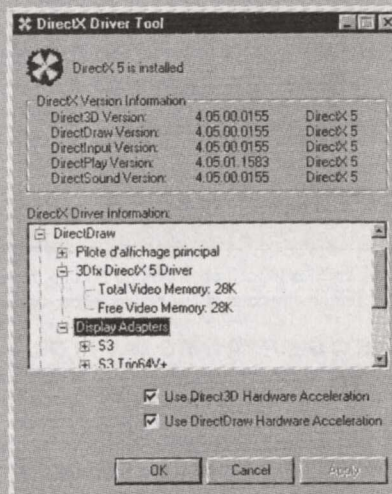 DirectX Driver Tool
DirectX 5 is installed
DirectX Version Information
Direct3D Version: 4.05.00.0155 DirectX 5
DirectDraw Version: 4.05.00.0155 DirectX 5
DirectInput Version: 4.05.00.0155 DirectX 5
DirectPlay Version: 4.05.01.1583 DirectX 5
DirectSound Version: 4.05.00.0155 DirectX 5
DirectX Driver Information:
DirectDraw
Pilote d'affichage principal
3Dfx DirectX 5 Driver
Total Video Memory: 28K
Free Video Memory: 28K
Display Adapters
S3
S3 Trio64V+
Use Direct3D Hardware Acceleration
Use DirectDraw Hardware Acceleration
OK Cancel Apply